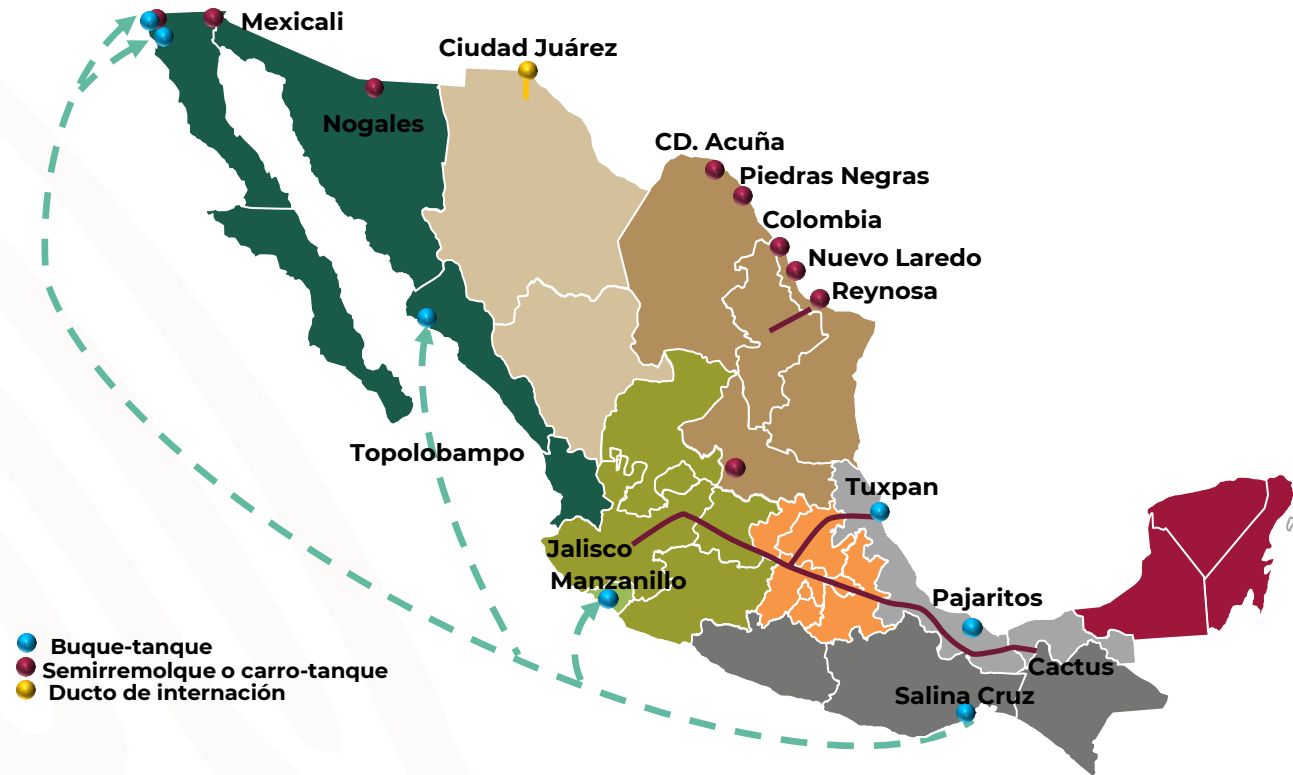 Mexicali
Ciudad Juárez
Nogales
CD. Acuña
Piedras Negras
Colombia
Nuevo Laredo
Reynosa
Topolobampo
Tuxpan
Jalisco
Manzanillo
Pajaritos
Cactus
Salina Cruz
Buque-tanque
Semirremolque o carro-tanque
Ducto de internación